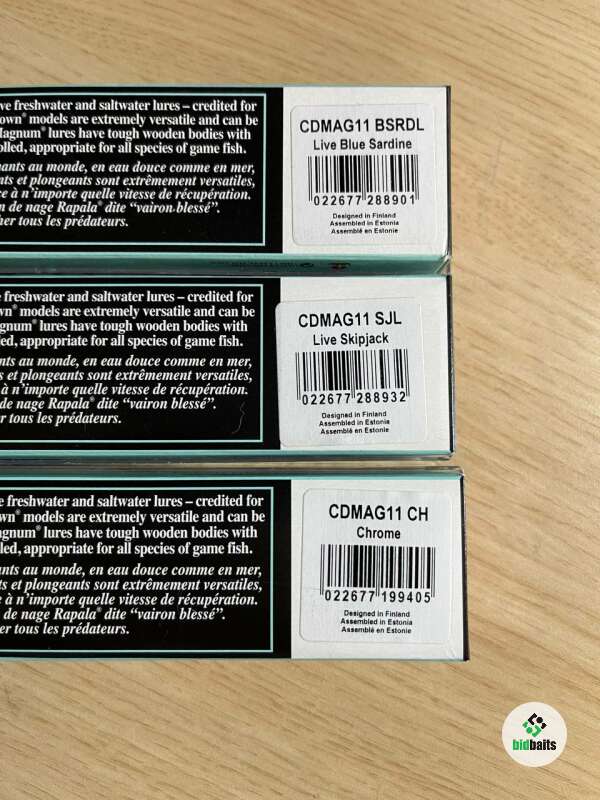 ve freshwater and saltwater lures – credited for
own® models are extremely versatile and can be
Magnum® lures have tough wooden bodies with
olled, appropriate for all species of game fish.
nants au monde, en eau douce comme en mer,
nts et plongeants sont extrêmement versatiles,
ce à n’importe quelle vitesse de récupération.
on de nage Rapala® dite “vairon-blessé”.
cher tous les prédateurs.
CDMAG11 BSRDL
Live Blue Sardine
022677 288901
Designed in Finland
Assembled in Estonia
Assemblé en Estonie
e freshwater and saltwater lures – credited for
wn® models are extremely versatile and can be
agnum® lures have tough wooden bodies with
led, appropriate for all species of game fish.
ants au monde, en eau douce comme en mer,
s et plongeants sont extrêmement versatiles,
à n’importe quelle vitesse de récupération.
de nage Rapala® dite “vairon blessé”.
er tous les prédateurs.
CDMAG11 SJL
Live Skipjack
022677 288932
Designed in Finland
Assembled in Estonia
Assemblé en Estonie
e freshwater and saltwater lures – credited for
own® models are extremely versatile and can be
agnum® lures have tough wooden bodies with
lled, appropriate for all species of game fish.
ants au monde, en eau douce comme en mer,
ts et plongeants sont extrêmement versatiles,
e à n’importe quelle vitesse de récupération.
de nage Rapala® dite “vairon blessé”.
er tous les prédateurs.
CDMAG11 CH
Chrome
022677 199405
Designed in Finland
Assembled in Estonia
Assemblé en Estonie
bidbaits